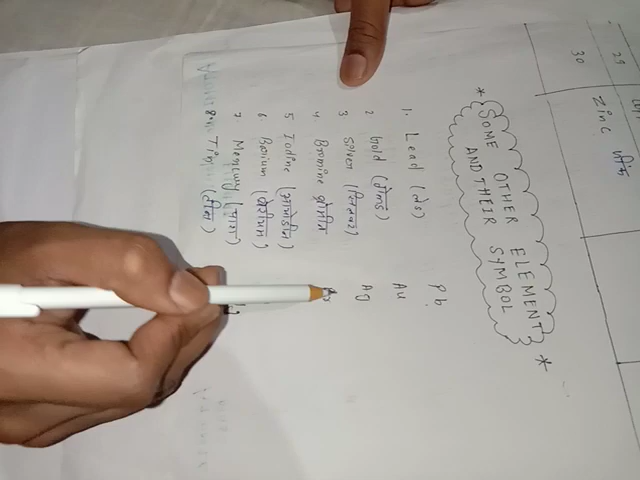 29
30 Zinc जिंक
* SOME OTHER ELEMENT
AND THEIR SYMBOL *
1. Lead (लेड) Pb.
2 Gold (गोल्ड) Au
3 Silver (सिल्वर) Ag
4 Bromine ब्रोमिन
5 Iodine (आयोडिन)
6 Barium (बेरियम)
7 Mercury (पारा)
8 Tin (टीन)